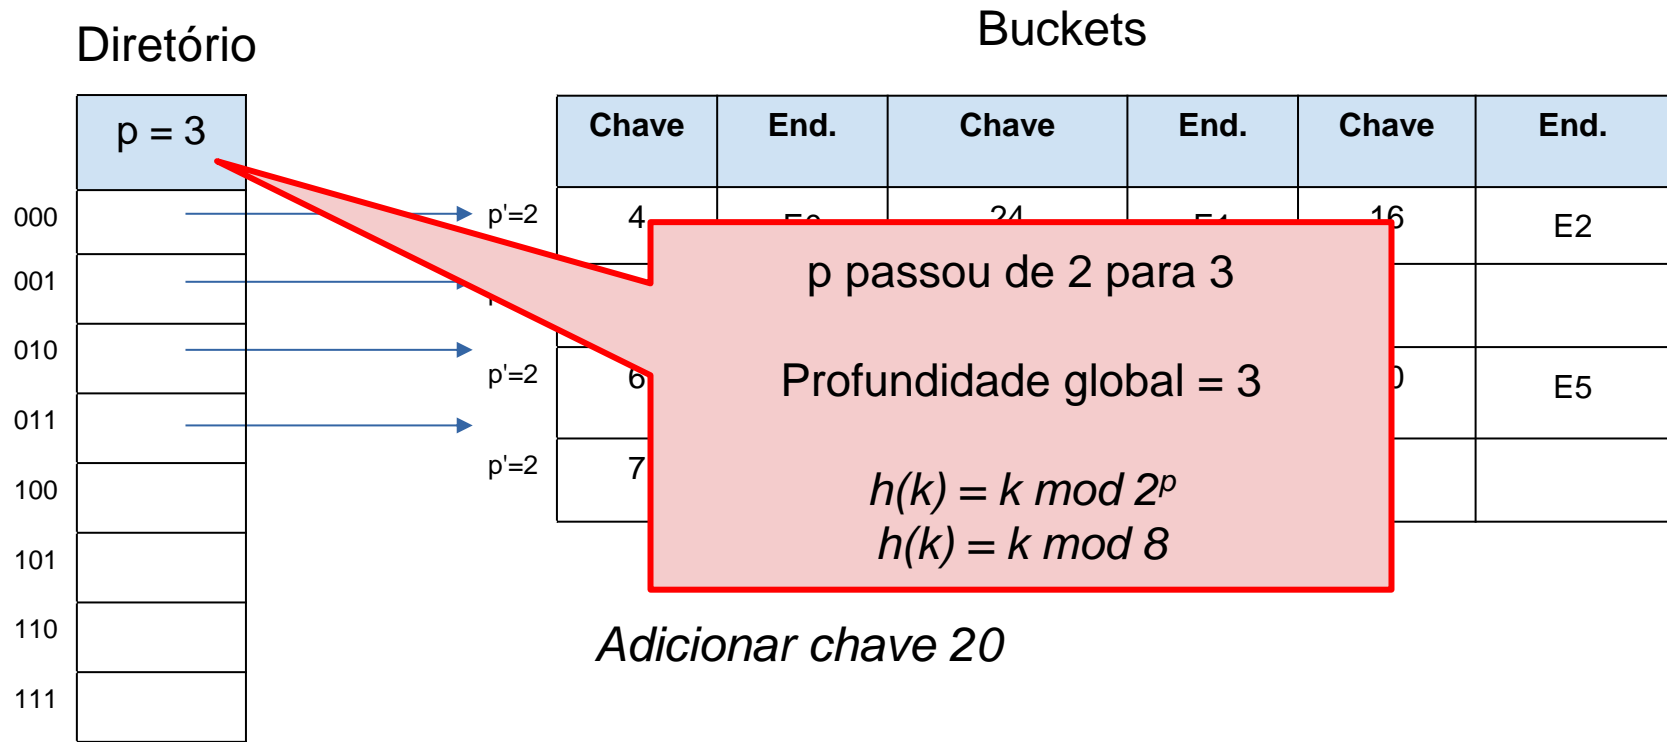 Diretório
Buckets
p = 3
Chave End. Chave End. Chave End.
000
p'=2 4 24 16 E2
001
010
p'=2 6 E5
011
p'=2 7
100
101
110
111
p passou de 2 para 3
Profundidade global = 3
h(k) = k mod 2ᵖ
h(k) = k mod 8
Adicionar chave 20